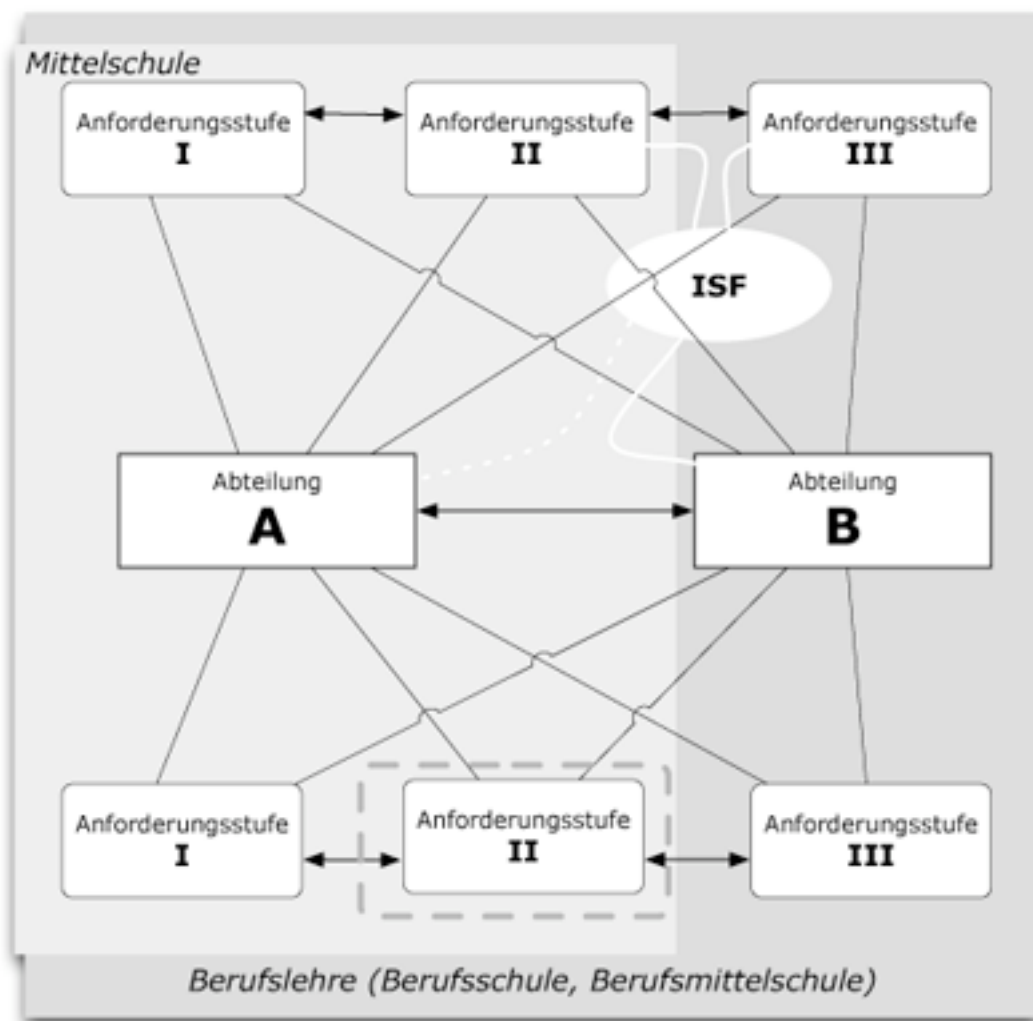 Mittelschule
Anforderungsstufe
I
Anforderungsstufe
II
Anforderungsstufe
III
ISF
Abteilung
A
Abteilung
B
Anforderungsstufe
I
Anforderungsstufe
II
Anforderungsstufe
III
Berufslehre (Berufsschule, Berufsmittelschule)